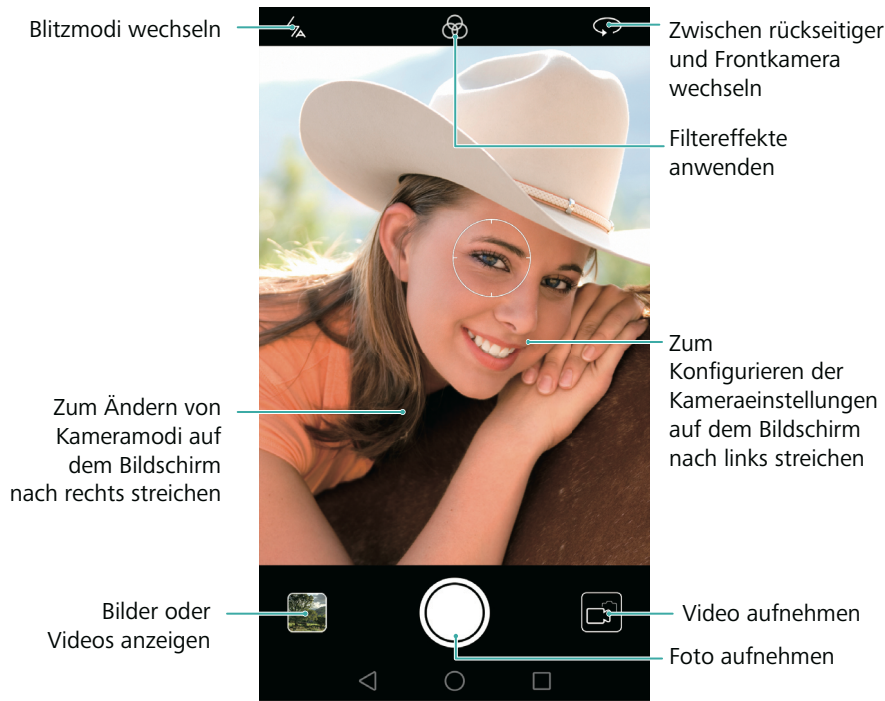 Blitzmodi wechseln
Zwischen rückseitiger
und Frontkamera
wechseln
Filtereffekte
anwenden
Zum
Konfigurieren der
Kameraeinstellungen
auf dem Bildschirm
nach links streichen
Zum Ändern von
Kameramodi auf
dem Bildschirm
nach rechts streichen
Bilder oder
Videos anzeigen
Video aufnehmen
Foto aufnehmen